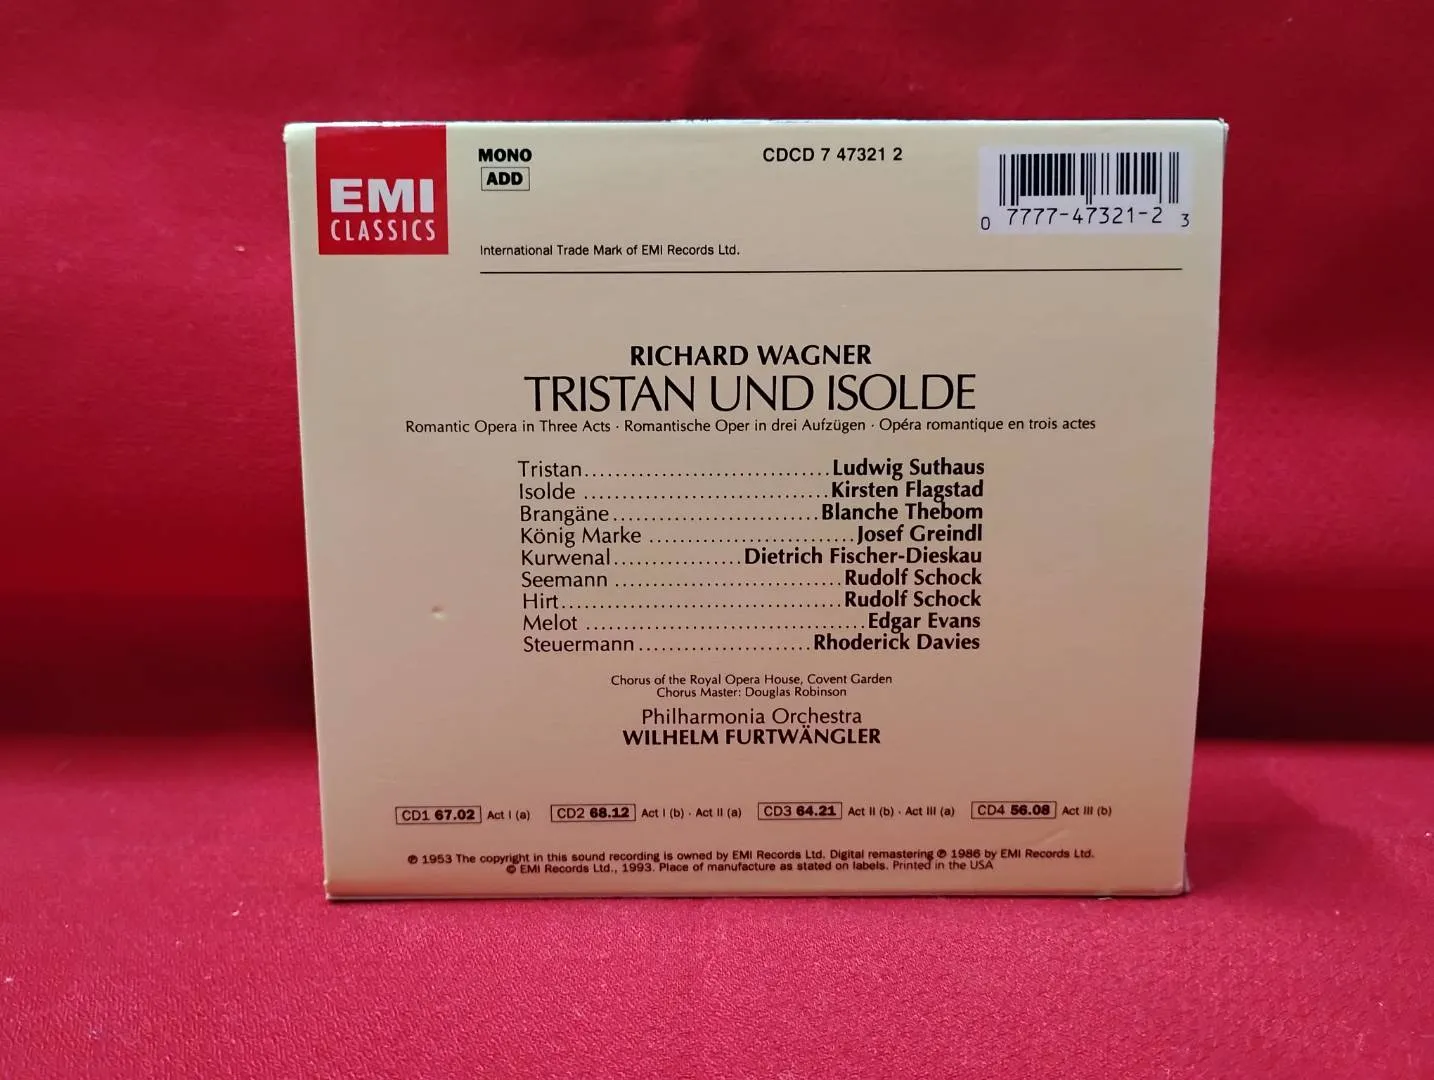 EMI
CLASSICS
MONO
ADD
CDCD 7 47321 2
0 7777-47321-2 3
International Trade Mark of EMI Records Ltd.
RICHARD WAGNER
TRISTAN UND ISOLDE
Romantic Opera in Three Acts · Romantische Oper in drei Aufzügen · Opéra romantique en trois actes
Tristan................................Ludwig Suthaus
Isolde ................................Kirsten Flagstad
Brangäne...........................Blanche Thebom
König Marke ...........................Josef Greindl
Kurwenal.................Dietrich Fischer-Dieskau
Seemann ..............................Rudolf Schock
Hirt.....................................Rudolf Schock
Melot .....................................Edgar Evans
Steuermann.......................Rhoderick Davies
Chorus of the Royal Opera House, Covent Garden
Chorus Master: Douglas Robinson
Philharmonia Orchestra
WILHELM FURTWÄNGLER
CD1 67.02 Act I (a) CD2 68.12 Act I (b) · Act II (a) CD3 64.21 Act II (b) · Act III (a) CD4 56.08 Act III (b)
℗ 1953 The copyright in this sound recording is owned by EMI Records Ltd. Digital remastering ℗ 1986 by EMI Records Ltd.
© EMI Records Ltd., 1993. Place of manufacture as stated on labels. Printed in the USA